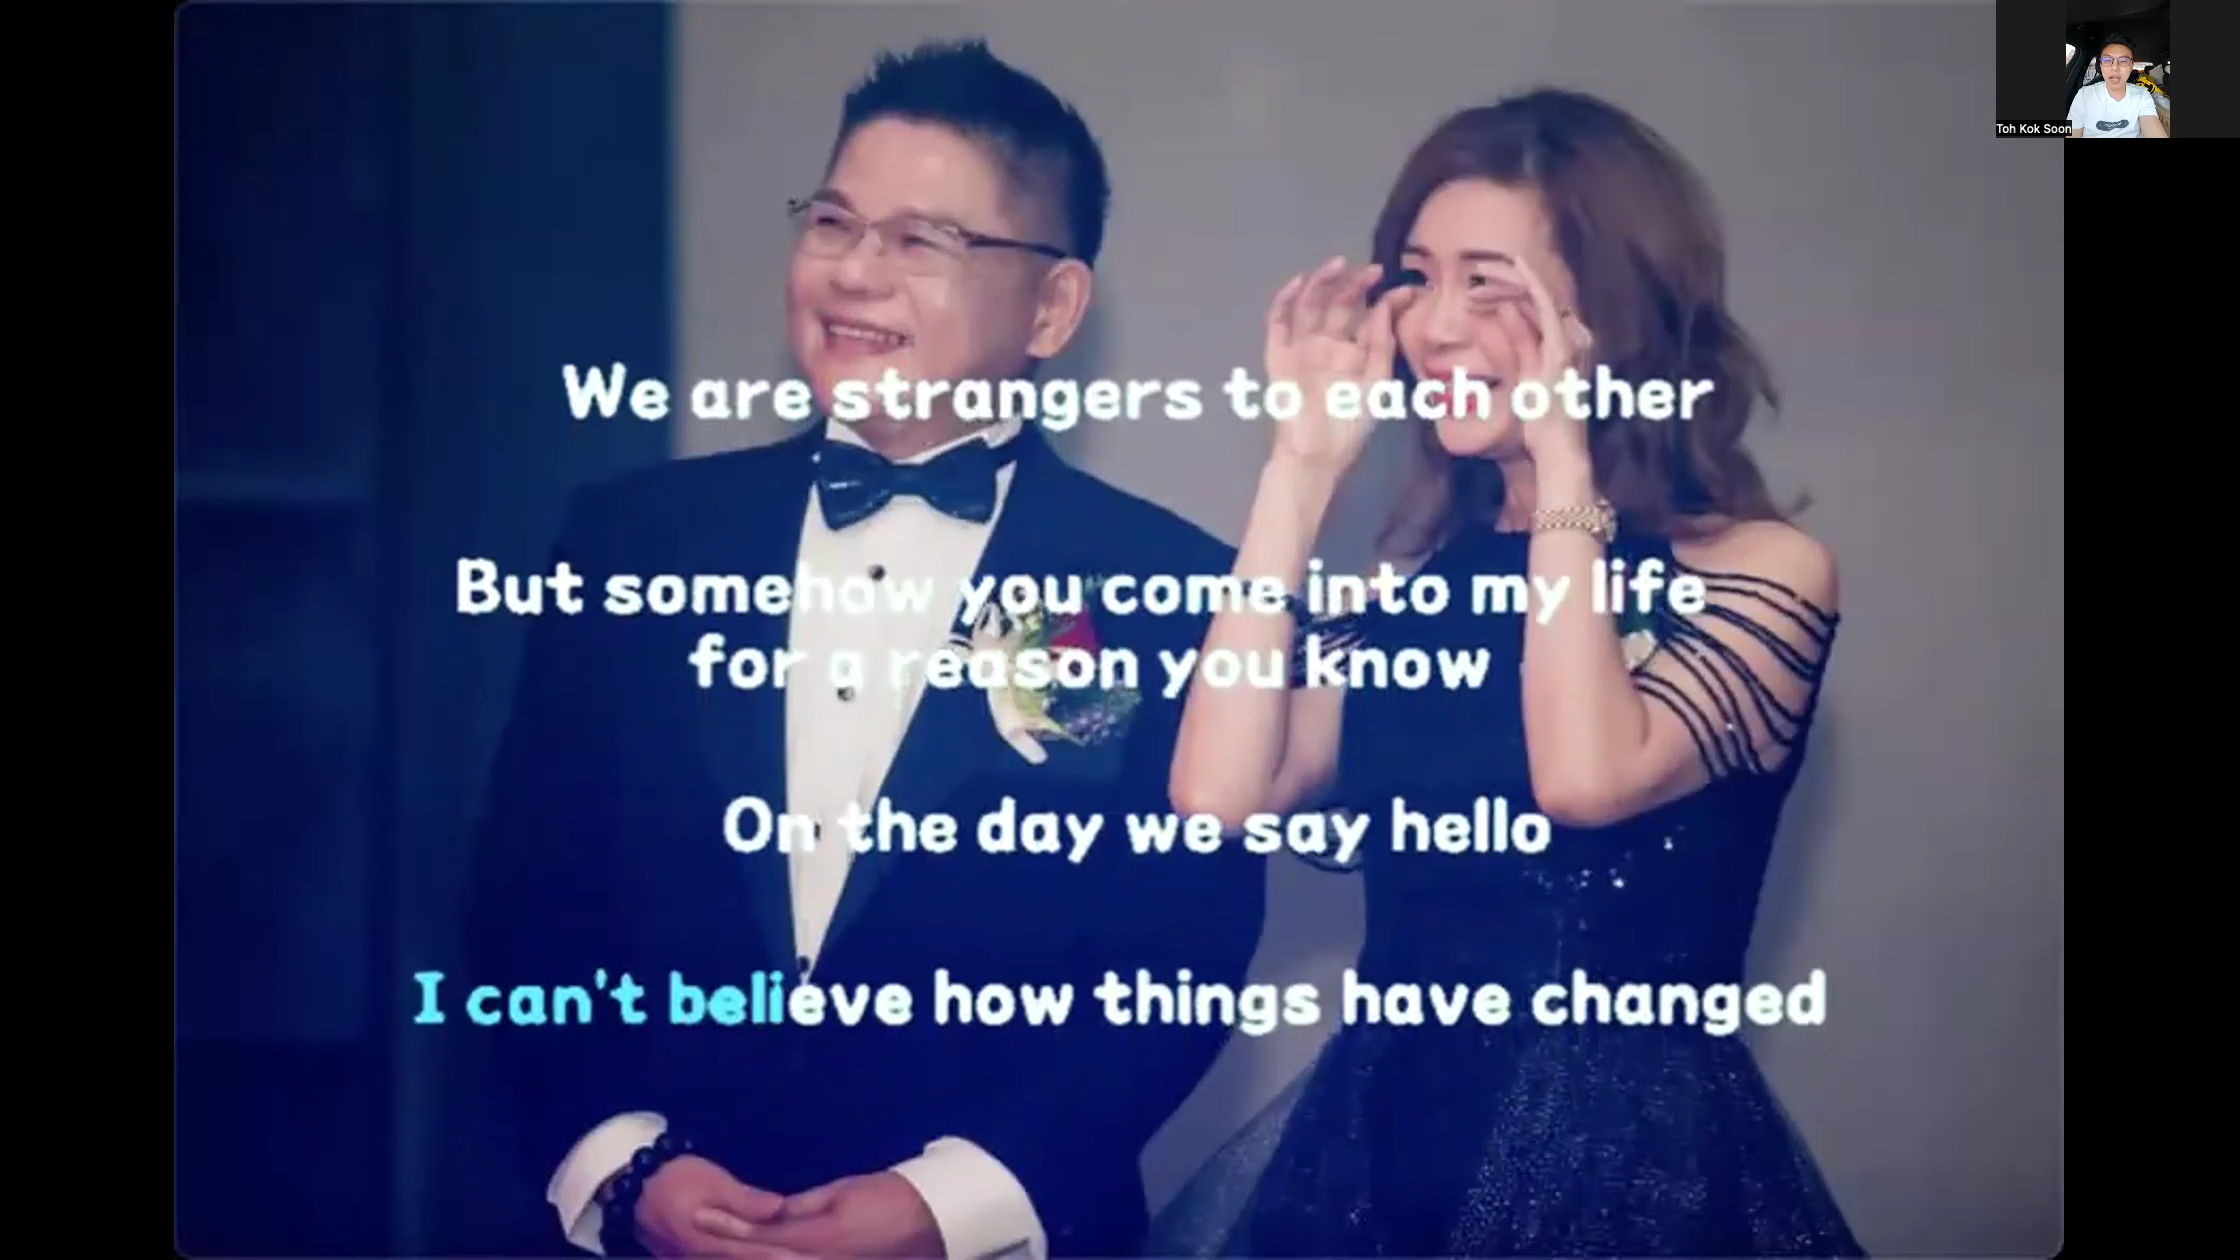 Toh Kok Soon
We are strangers to each other
But somehow you come into my life
for a reason you know
On the day we say hello
I can't believe how things have changed